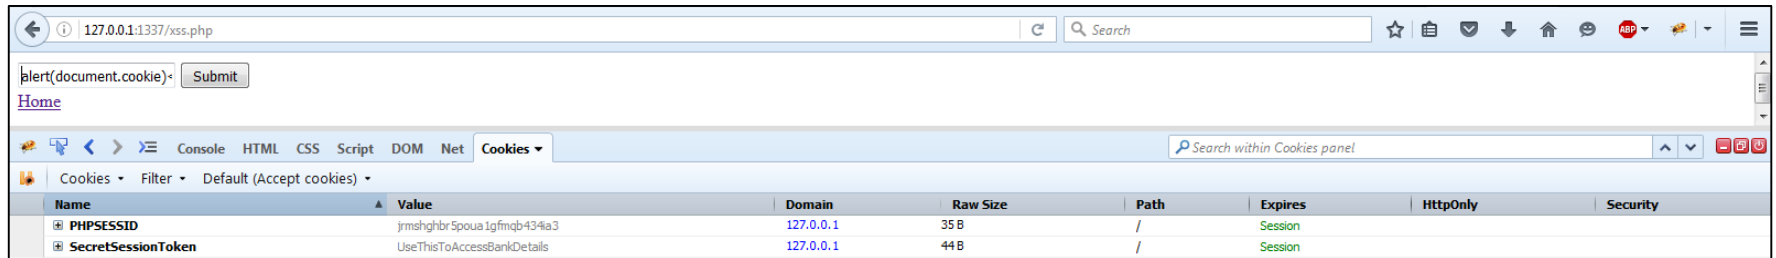 127.0.0.1:1337/xss.php Search ABP
alert(document.cookie)< Submit
Home
Console HTML CSS Script DOM Net Cookies Search within Cookies panel
Cookies Filter Default (Accept cookies)
Name Value Domain Raw Size Path Expires HttpOnly Security
PHPSESSID jrmshghbr5poua1gfmqb434ia3 127.0.0.1 35 B / Session
SecretSessionToken UseThisToAccessBankDetails 127.0.0.1 44 B / Session